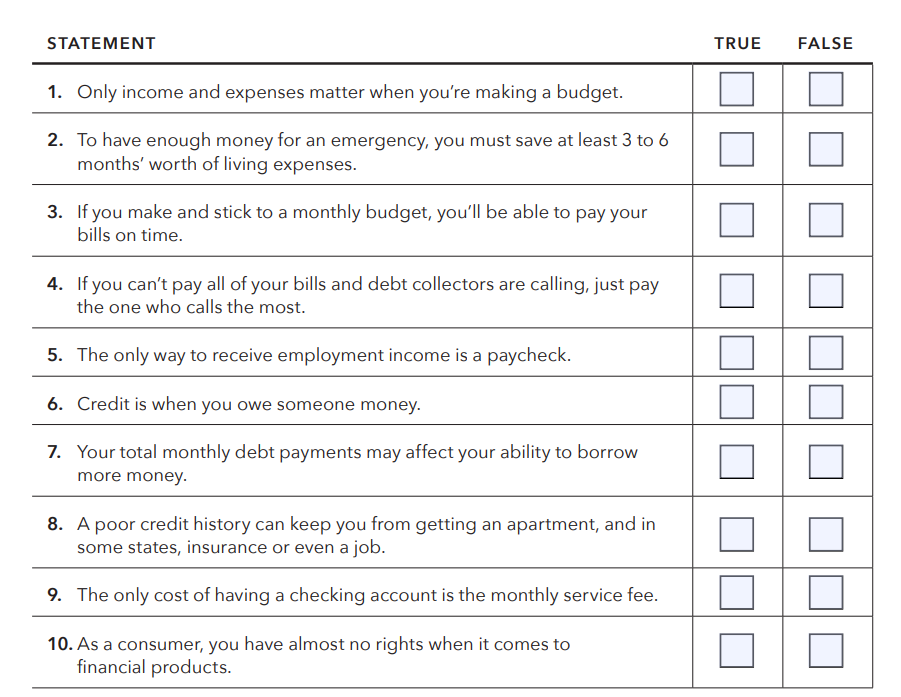 STATEMENT TRUE FALSE
1. Only income and expenses matter when you’re making a budget.
2. To have enough money for an emergency, you must save at least 3 to 6
months’ worth of living expenses.
3. If you make and stick to a monthly budget, you’ll be able to pay your
bills on time.
4. If you can’t pay all of your bills and debt collectors are calling, just pay
the one who calls the most.
5. The only way to receive employment income is a paycheck.
6. Credit is when you owe someone money.
7. Your total monthly debt payments may affect your ability to borrow
more money.
8. A poor credit history can keep you from getting an apartment, and in
some states, insurance or even a job.
9. The only cost of having a checking account is the monthly service fee.
10. As a consumer, you have almost no rights when it comes to
financial products.